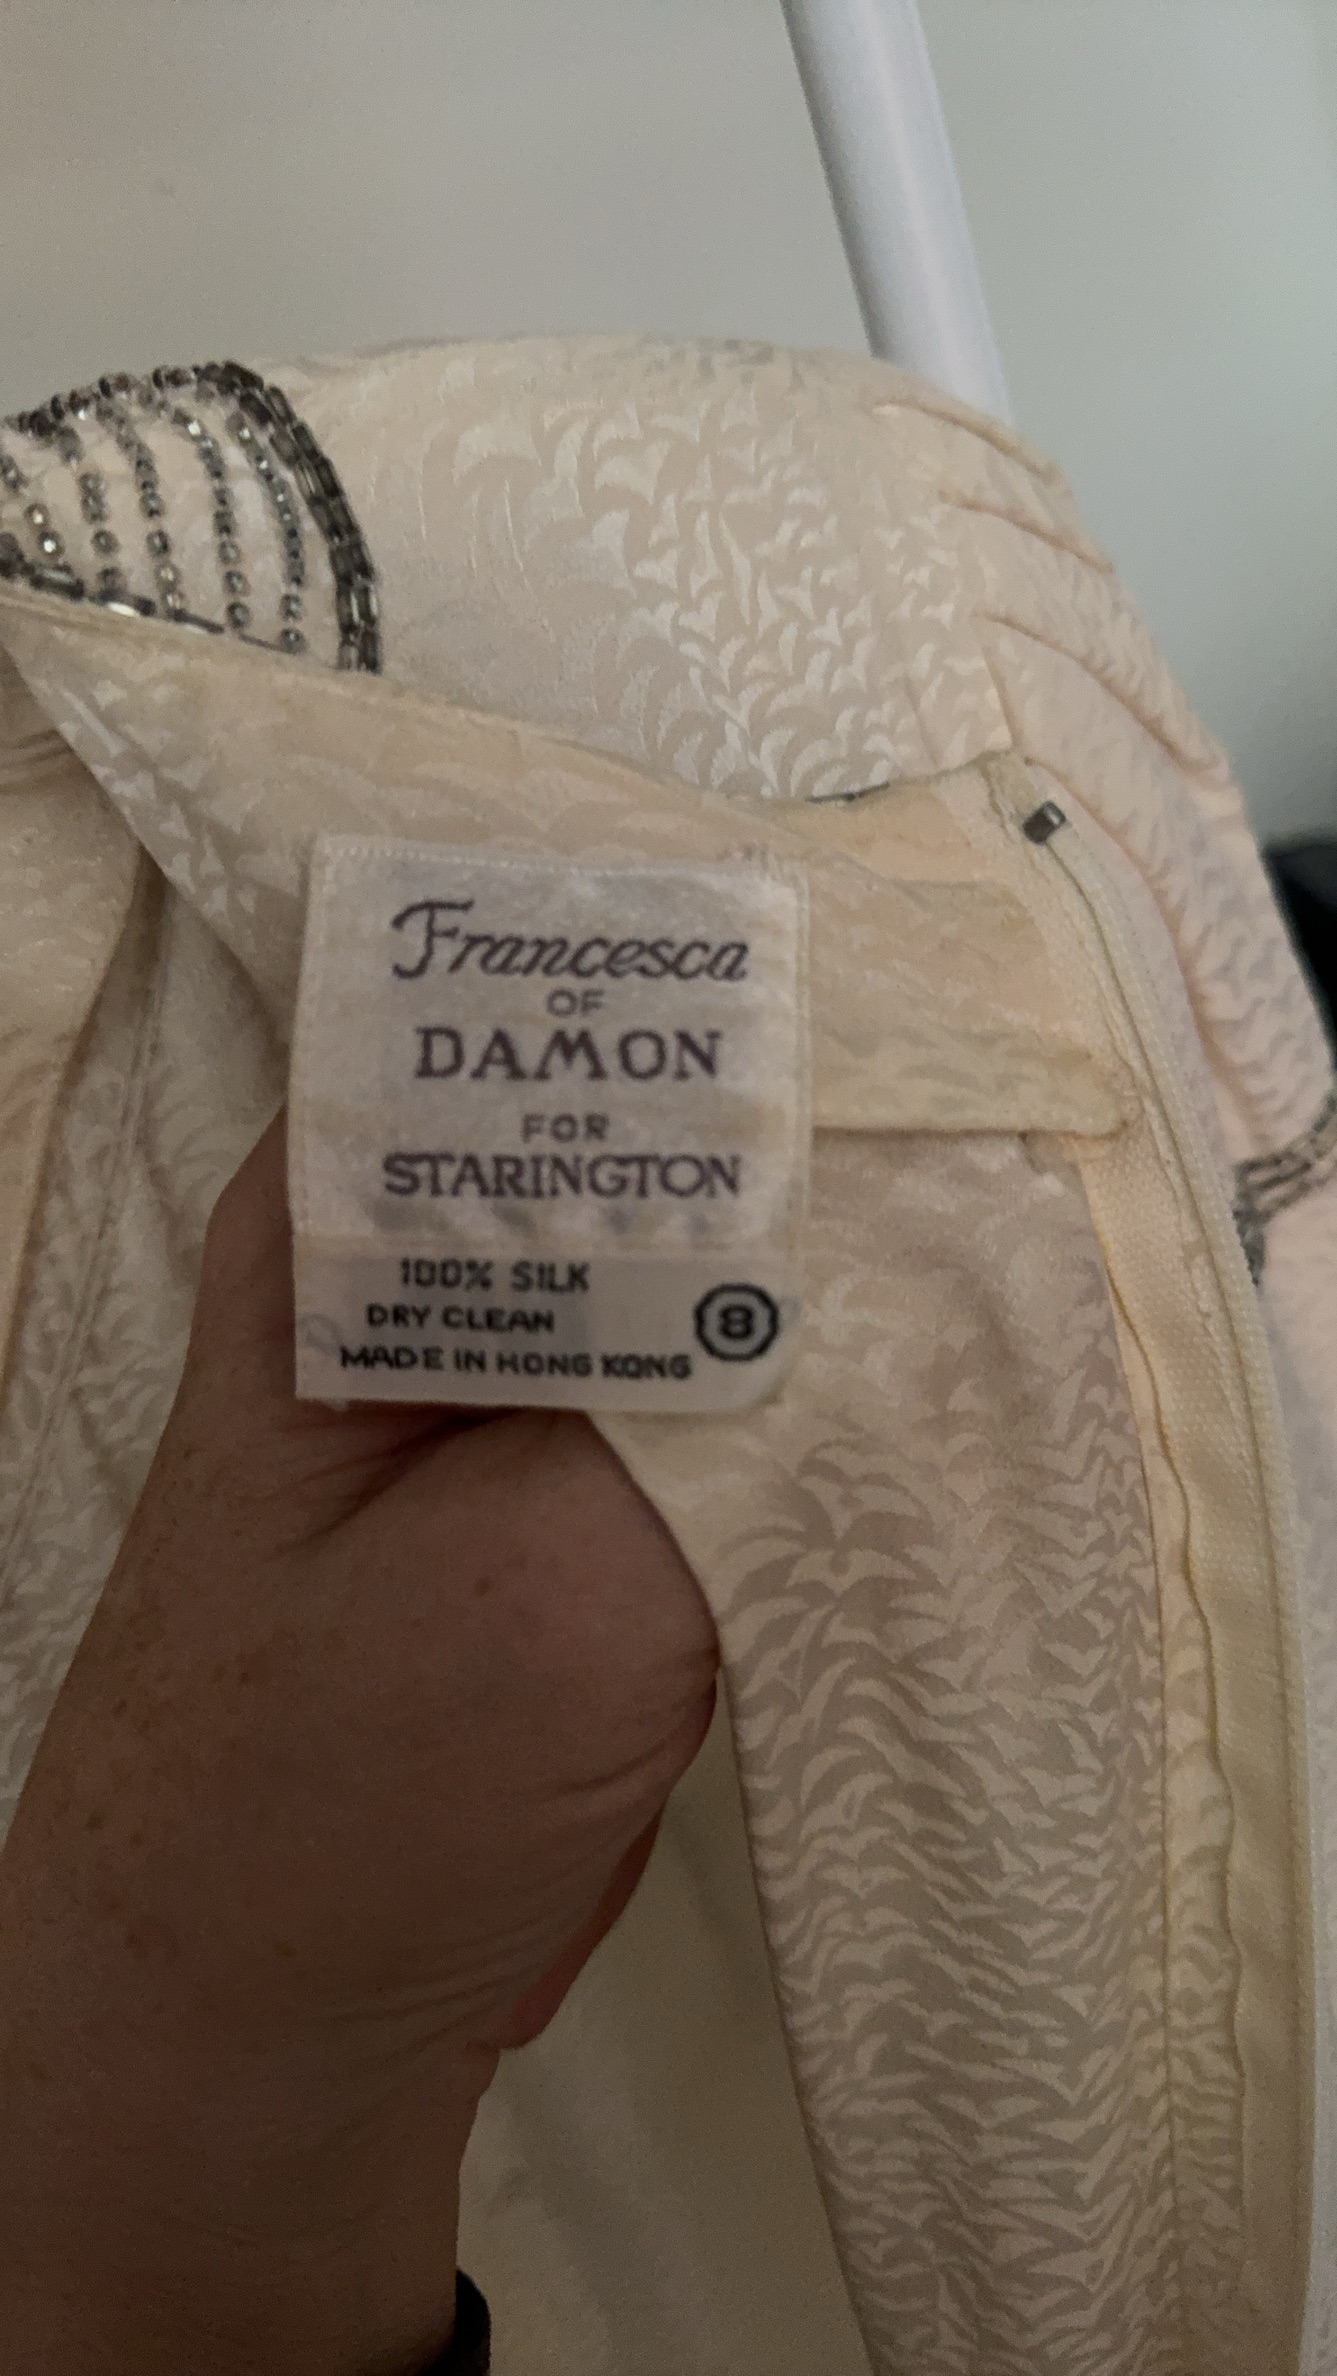 Francesca
OF
DAMON
FOR
STARINGTON
100% SILK
DRY CLEAN
MADE IN HONG KONG
8